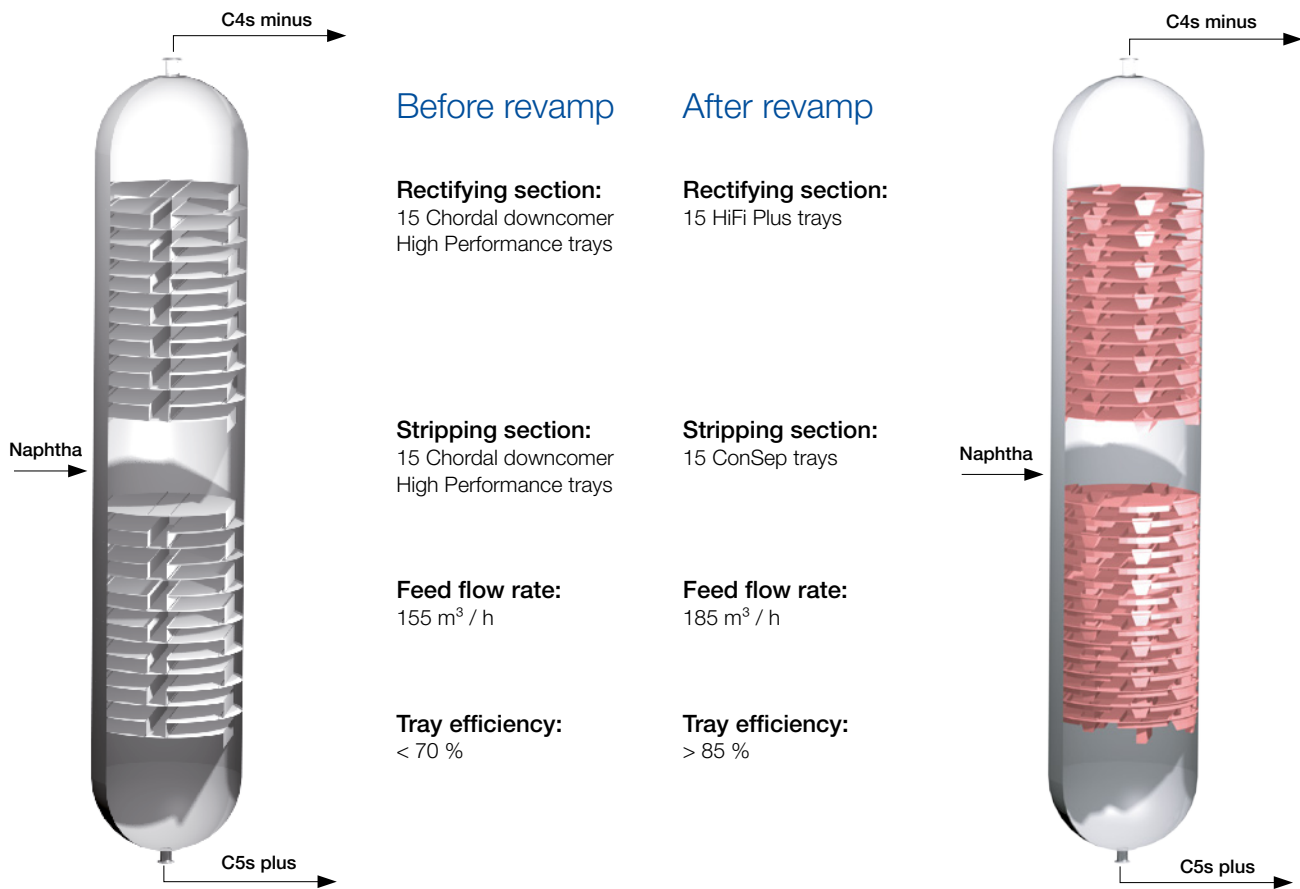 C4s minus
Naphtha
C5s plus
Before revamp
Rectifying section:
15 Chordal downcomer
High Performance trays
Stripping section:
15 Chordal downcomer
High Performance trays
Feed flow rate:
155 m³ / h
Tray efficiency:
< 70 %
After revamp
Rectifying section:
15 HiFi Plus trays
Stripping section:
15 ConSep trays
Feed flow rate:
185 m³ / h
Tray efficiency:
> 85 %
C4s minus
Naphtha
C5s plus